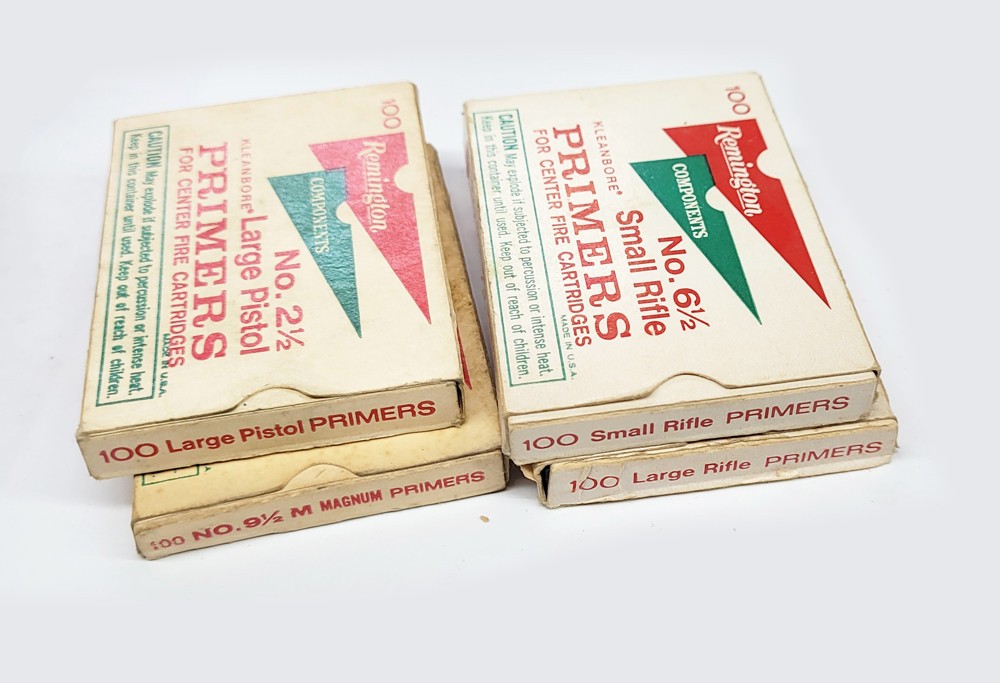 100
Remington
COMPONENTS
No. 2½
KLEANBORE® Large Pistol
PRIMERS
FOR CENTER FIRE CARTRIDGES
MADE IN U.S.A.
CAUTION May explode if subjected to percussion or intense heat.
Keep in this container until used. Keep out of reach of children.
100 Large Pistol PRIMERS
100 NO. 9½ M MAGNUM PRIMERS
100
Remington
COMPONENTS
No. 6½
KLEANBORE® Small Rifle
PRIMERS
FOR CENTER FIRE CARTRIDGES
MADE IN U.S.A.
CAUTION May explode if subjected to percussion or intense heat.
Keep in this container until used. Keep out of reach of children.
100 Small Rifle PRIMERS
100 Large Rifle PRIMERS